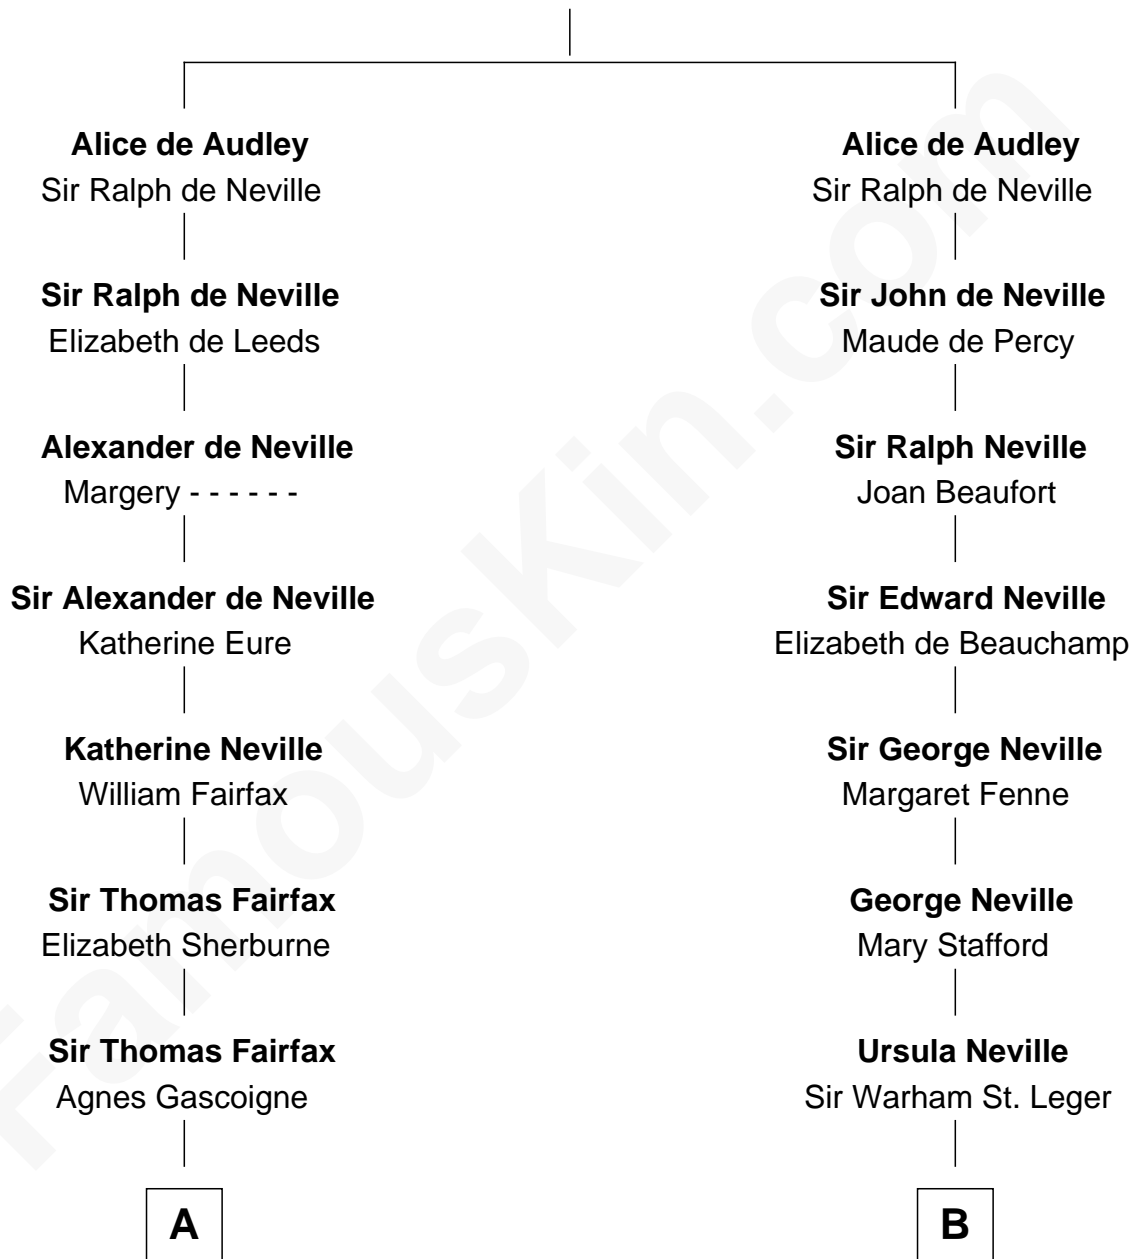 Alice de Audley
Sir Ralph de Neville
Sir Ralph de Neville
Elizabeth de Leeds
Alexander de Neville
Margery - - - - - -
Sir Alexander de Neville
Katherine Eure
Katherine Neville
William Fairfax
Sir Thomas Fairfax
Elizabeth Sherburne
Sir Thomas Fairfax
Agnes Gascoigne
A
Alice de Audley
Sir Ralph de Neville
Sir John de Neville
Maude de Percy
Sir Ralph Neville
Joan Beaufort
Sir Edward Neville
Elizabeth de Beauchamp
Sir George Neville
Margaret Fenne
George Neville
Mary Stafford
Ursula Neville
Sir Warham St. Leger
B
FamousKin.com